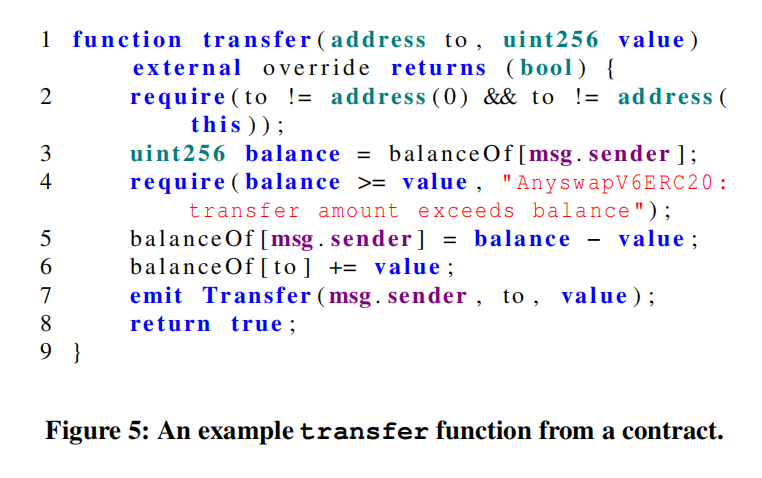 1 function transfer(address to, uint256 value)
external override returns (bool) {
2 require(to != address(0) && to != address(
this));
3 uint256 balance = balanceOf[msg.sender];
4 require(balance >= value, "AnyswapV6ERC20:
transfer amount exceeds balance");
5 balanceOf[msg.sender] = balance - value;
6 balanceOf[to] += value;
7 emit Transfer(msg.sender, to, value);
8 return true;
9 }
Figure 5: An example transfer function from a contract.